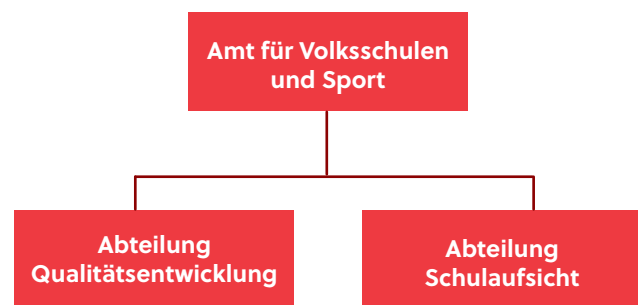 Amt für Volksschulen
und Sport
Abteilung
Qualitätsentwicklung
Abteilung
Schulaufsicht